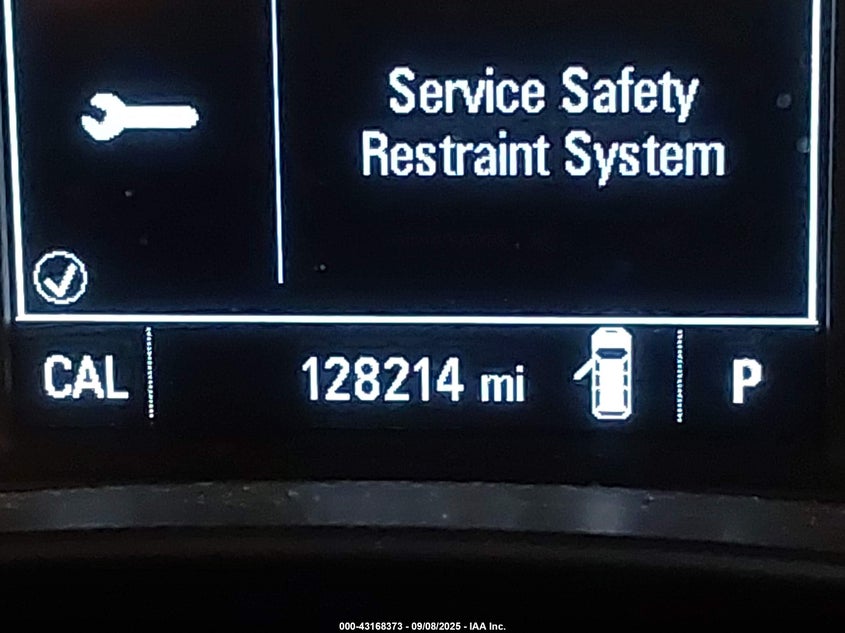 Service Safety
Restraint System
CAL 128214 mi P
000-43168373 - 09/08/2025 - IAA Inc.